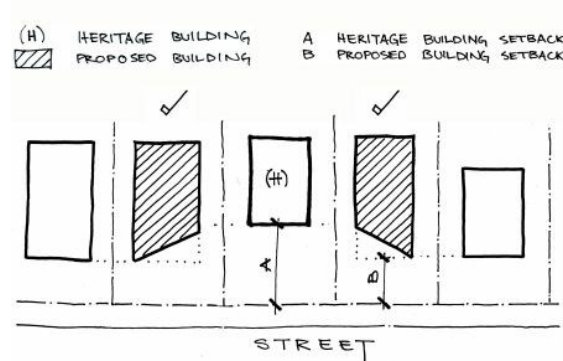 (H) HERITAGE BUILDING A HERITAGE BUILDING SETBACK
PROPOSED BUILDING B PROPOSED BUILDING SETBACK
(H)
A
B
STREET